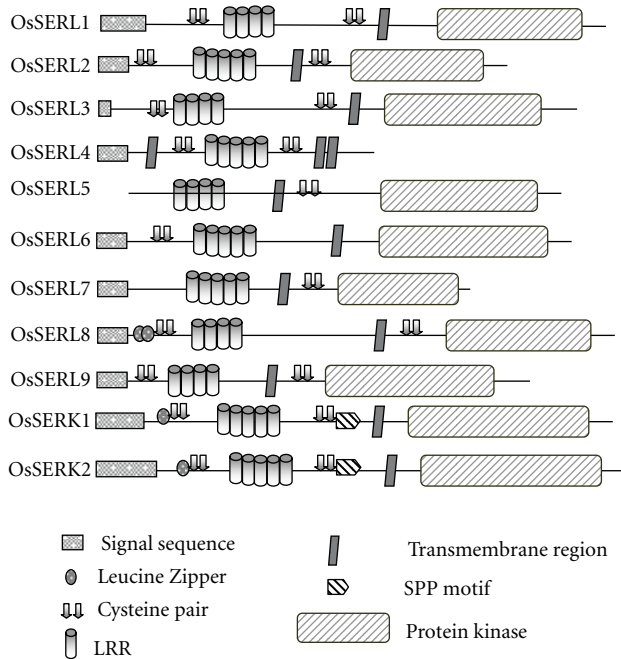 OsSERL1
OsSERL2
OsSERL3
OsSERL4
OsSERL5
OsSERL6
OsSERL7
OsSERL8
OsSERL9
OsSERK1
OsSERK2
Signal sequence
Leucine Zipper
Cysteine pair
LRR
Transmembrane region
SPP motif
Protein kinase